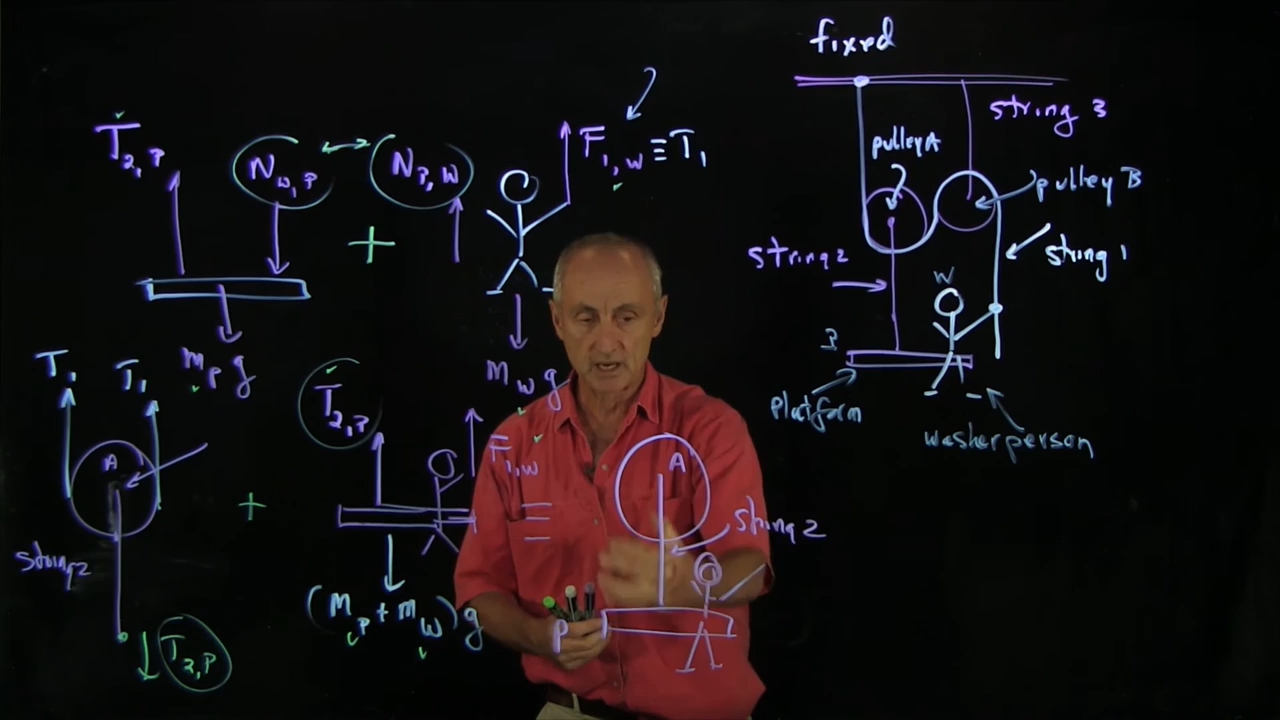 fixed
string 3
pulley A
pulley B
string 2
string 1
W
platform
washerperson
T2,P
NW,P ↔ NP,W
F1,W ≡ T1
+
mP g
mW g
T1
T1
A
string 2
T2,P
+
T2,P
F1,W
(mP + mW) g
=
A
string 2
P